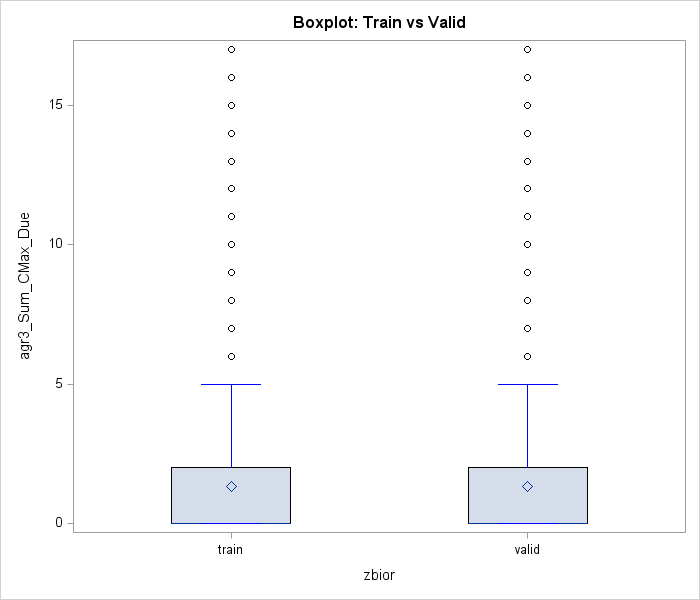 Boxplot: Train vs Valid
15
10
5
0
agr3_Sum_CMax_Due
train
valid
zbior